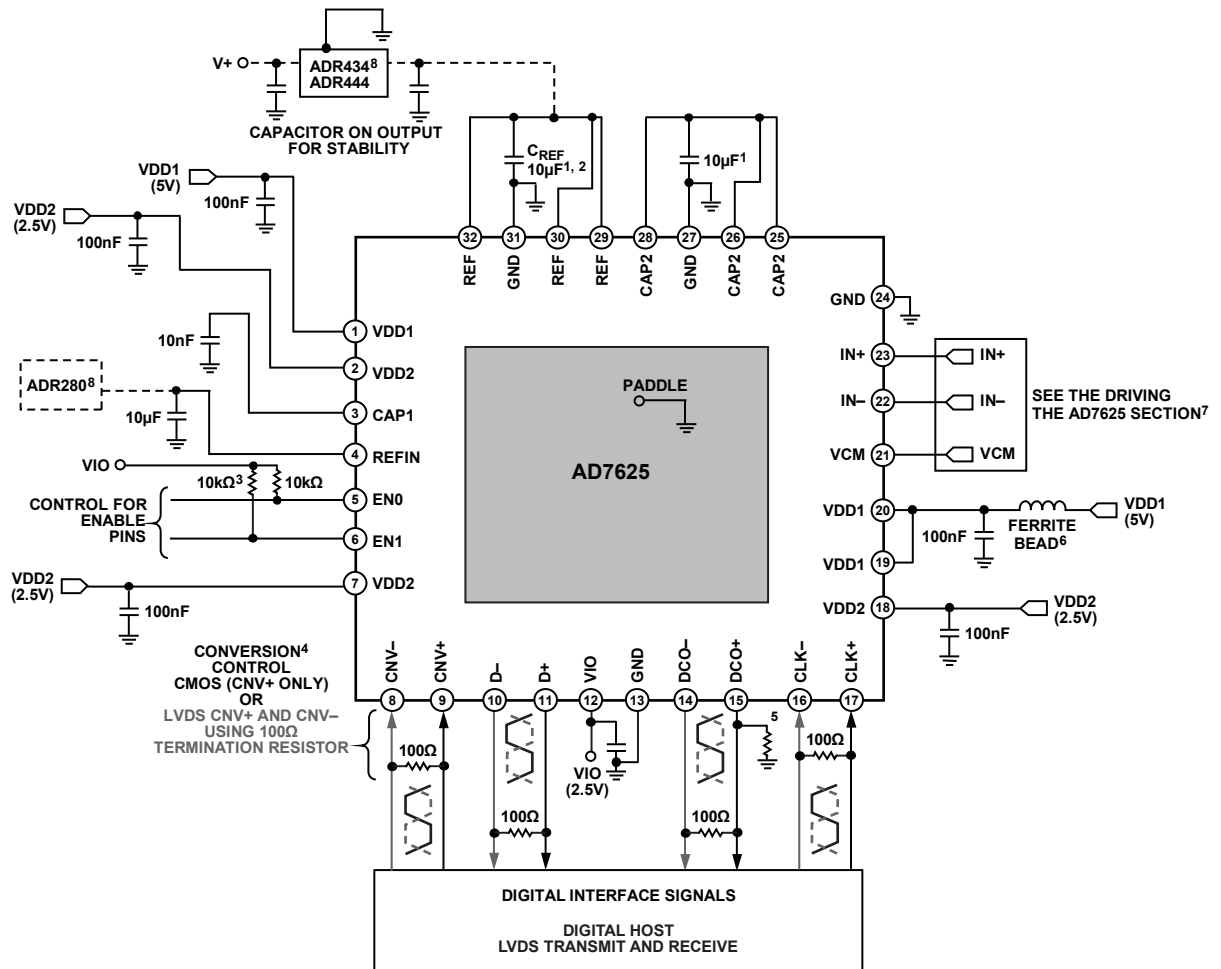 V+
ADR434⁸
ADR444
CAPACITOR ON OUTPUT
FOR STABILITY
VDD1
(5V)
100nF
VDD2
(2.5V)
100nF
C_REF
10µF¹, ²
10µF¹
32
31
30
29
28
27
26
25
REF
GND
REF
REF
CAP2
GND
CAP2
CAP2
10nF
ADR280⁸
10µF
VIO
10kΩ³
10kΩ
CONTROL FOR
ENABLE
PINS
VDD2
(2.5V)
100nF
1 VDD1
2 VDD2
3 CAP1
4 REFIN
5 EN0
6 EN1
7 VDD2
PADDLE
AD7625
GND 24
IN+ 23
IN– 22
VCM 21
VDD1 20
VDD1 19
VDD2 18
IN+
IN–
VCM
SEE THE DRIVING
THE AD7625 SECTION⁷
VDD1
(5V)
100nF
FERRITE
BEAD⁶
VDD2
(2.5V)
100nF
CONVERSION⁴
CONTROL
CMOS (CNV+ ONLY)
OR
LVDS CNV+ AND CNV–
USING 100Ω
TERMINATION RESISTOR
CNV–
CNV+
D–
D+
VIO
GND
DCO–
DCO+
CLK–
CLK+
8
9
10
11
12
13
14
15
16
17
5
100Ω
100Ω
VIO
(2.5V)
100Ω
100Ω
DIGITAL INTERFACE SIGNALS
DIGITAL HOST
LVDS TRANSMIT AND RECEIVE